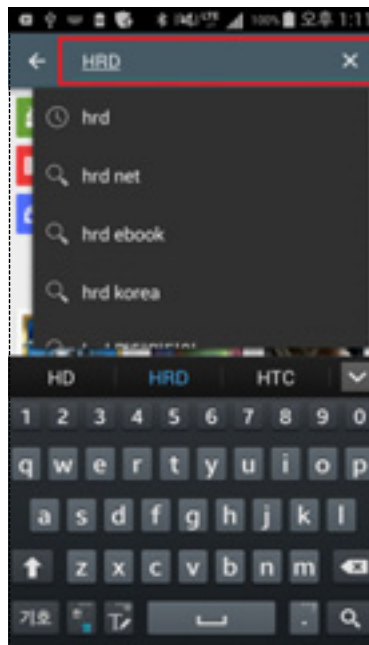 100% 오후 1:11
HRD
hrd
hrd net
hrd ebook
hrd korea
HD HRD HTC
1 2 3 4 5 6 7 8 9 0
q w e r t y u i o p
a s d f g h j k l
z x c v b n m
기호 .